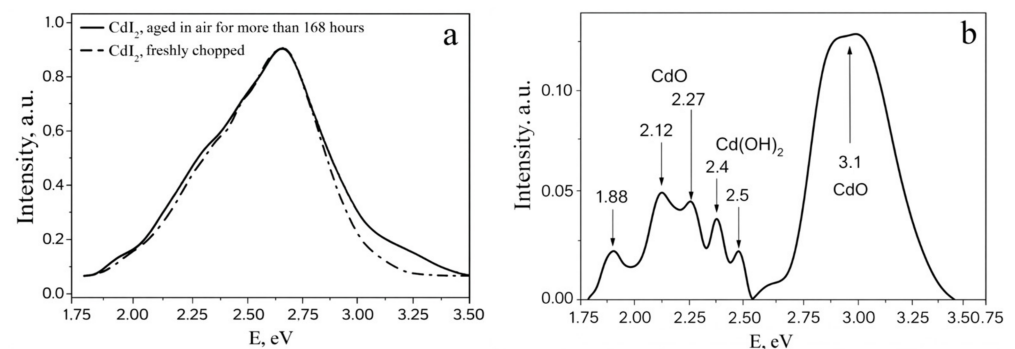 a
CdI2, aged in air for more than 168 hours
CdI2, freshly chopped
Intensity, a.u.
1.0
0.8
0.6
0.4
0.2
0.0
1.75 2.00 2.25 2.50 2.75 3.00 3.25 3.50
E, eV
b
Intensity. a.u.
0.10
0.05
0.00
CdO
2.27
2.12
Cd(OH)2
2.4
2.5
1.88
3.1
CdO
1.75 2.00 2.25 2.50 2.75 3.00 3.25 3.50.75
E, eV